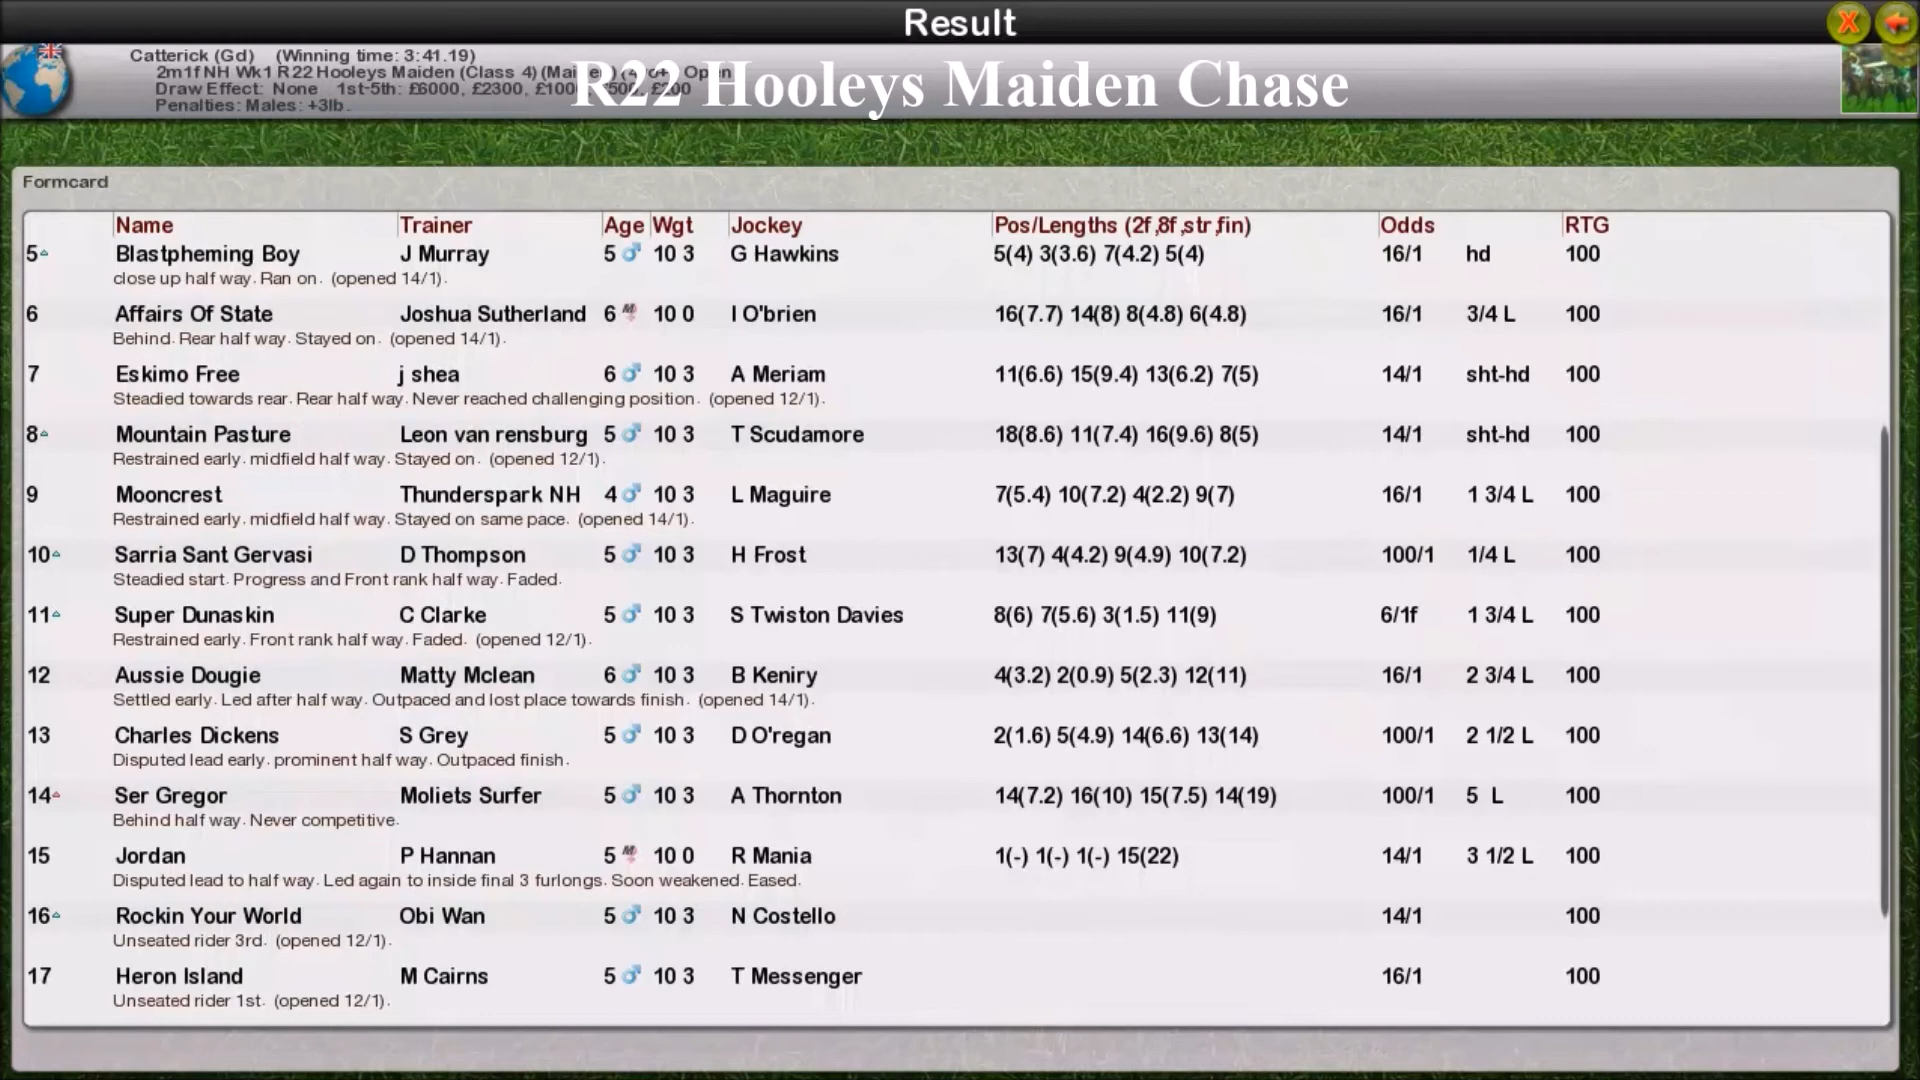 Result
Catterick (Gd) (Winning time: 3:41.19)
2m1f NH Wk1 R22 Hooleys Maiden (Class 4) (Open
Draw Effect: None 1st-5th: £6000, £2300, £200
Penalties: Males: +3lb.
R22 Hooleys Maiden Chase
Formcard
Name Trainer Age Wgt Jockey Pos/Lengths (2f,8f,str,fin) Odds RTG
5 Blastpheming Boy J Murray 5 10 3 G Hawkins 5(4) 3(3.6) 7(4.2) 5(4) 16/1 hd 100
close up half way. Ran on. (opened 14/1).
6 Affairs Of State Joshua Sutherland 6 M 10 0 I O'brien 16(7.7) 14(8) 8(4.8) 6(4.8) 16/1 3/4 L 100
Behind. Rear half way. Stayed on. (opened 14/1).
7 Eskimo Free j shea 6 10 3 A Meriam 11(6.6) 15(9.4) 13(6.2) 7(5) 14/1 sht-hd 100
Steadied towards rear. Rear half way. Never reached challenging position. (opened 12/1).
8 Mountain Pasture Leon van rensburg 5 10 3 T Scudamore 18(8.6) 11(7.4) 16(9.6) 8(5) 14/1 sht-hd 100
Restrained early. midfield half way. Stayed on. (opened 12/1).
9 Mooncrest Thunderspark NH 4 10 3 L Maguire 7(5.4) 10(7.2) 4(2.2) 9(7) 16/1 1 3/4 L 100
Restrained early. midfield half way. Stayed on same pace. (opened 14/1).
10 Sarria Sant Gervasi D Thompson 5 10 3 H Frost 13(7) 4(4.2) 9(4.9) 10(7.2) 100/1 1/4 L 100
Steadied start. Progress and Front rank half way. Faded.
11 Super Dunaskin C Clarke 5 10 3 S Twiston Davies 8(6) 7(5.6) 3(1.5) 11(9) 6/1f 1 3/4 L 100
Restrained early. Front rank half way. Faded. (opened 12/1).
12 Aussie Dougie Matty Mclean 6 10 3 B Keniry 4(3.2) 2(0.9) 5(2.3) 12(11) 16/1 2 3/4 L 100
Settled early. Led after half way. Outpaced and lost place towards finish. (opened 14/1).
13 Charles Dickens S Grey 5 10 3 D O'regan 2(1.6) 5(4.9) 14(6.6) 13(14) 100/1 2 1/2 L 100
Disputed lead early. prominent half way. Outpaced finish.
14 Ser Gregor Moliets Surfer 5 10 3 A Thornton 14(7.2) 16(10) 15(7.5) 14(19) 100/1 5 L 100
Behind half way. Never competitive.
15 Jordan P Hannan 5 M 10 0 R Mania 1(-) 1(-) 1(-) 15(22) 14/1 3 1/2 L 100
Disputed lead to half way. Led again to inside final 3 furlongs. Soon weakened. Eased.
16 Rockin Your World Obi Wan 5 10 3 N Costello 14/1 100
Unseated rider 3rd. (opened 12/1).
17 Heron Island M Cairns 5 10 3 T Messenger 16/1 100
Unseated rider 1st. (opened 12/1).